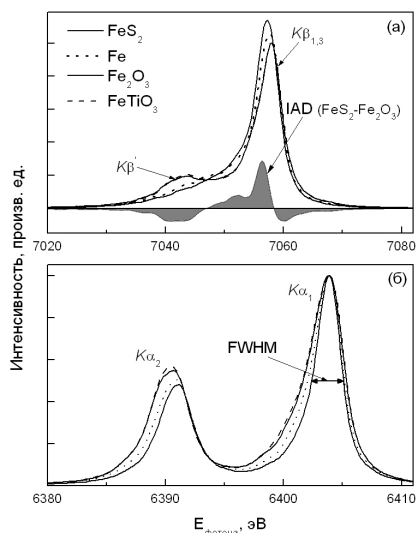 (а)
FeS2
Fe
Fe2O3
FeTiO3
Kβ1,3
IAD (FeS2-Fe2O3)
Kβ'
7020 7040 7060 7080
Интенсивность, произв. ед.
(б)
Kα1
Kα2
FWHM
6380 6390 6400 6410
Eфотона, эВ